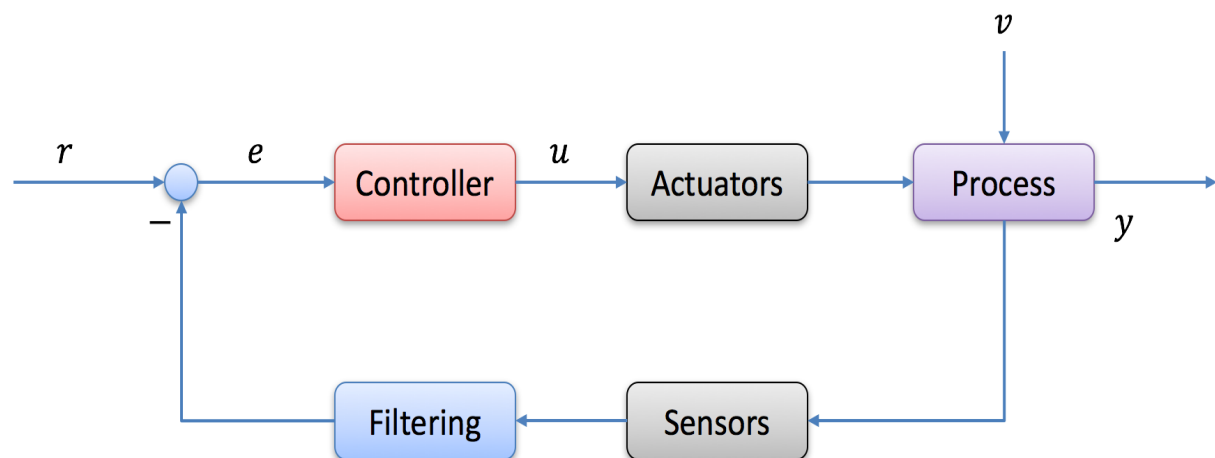 v
r
e
Controller
u
Actuators
Process
−
y
Filtering
Sensors